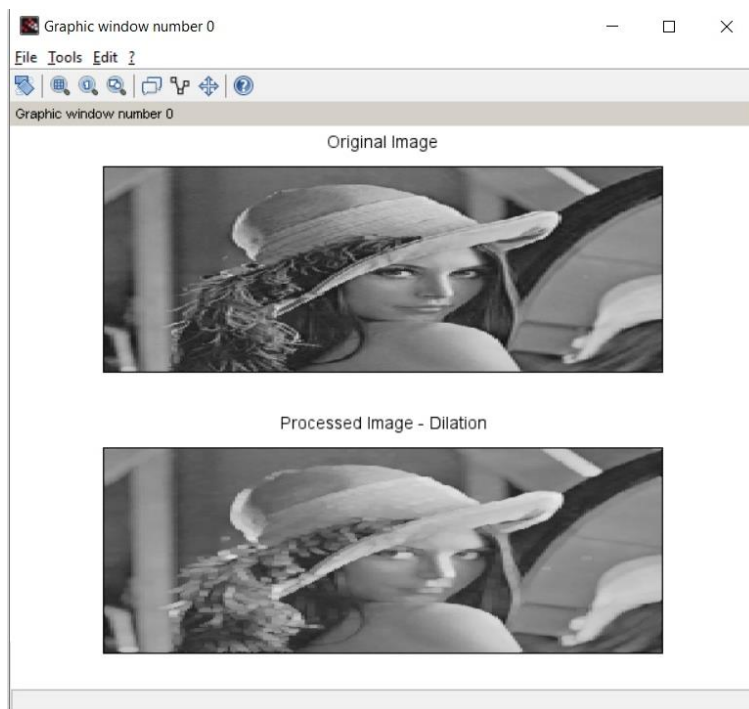 Graphic window number 0
File Tools Edit ?
Graphic window number 0
Original Image
Processed Image - Dilation